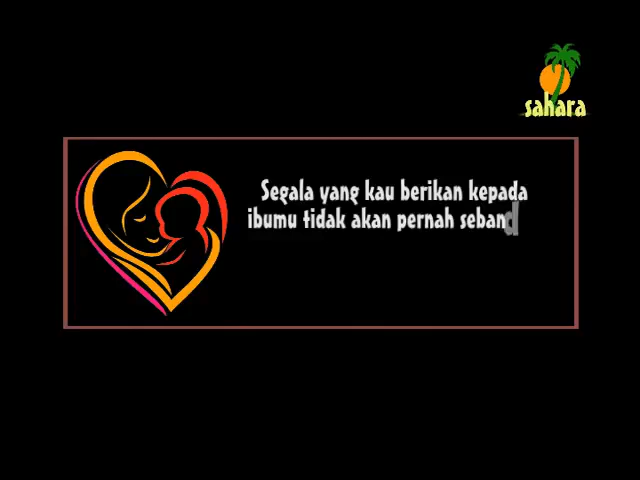 sahara
Segala yang kau berikan kepada
ibumu tidak akan pernah seband